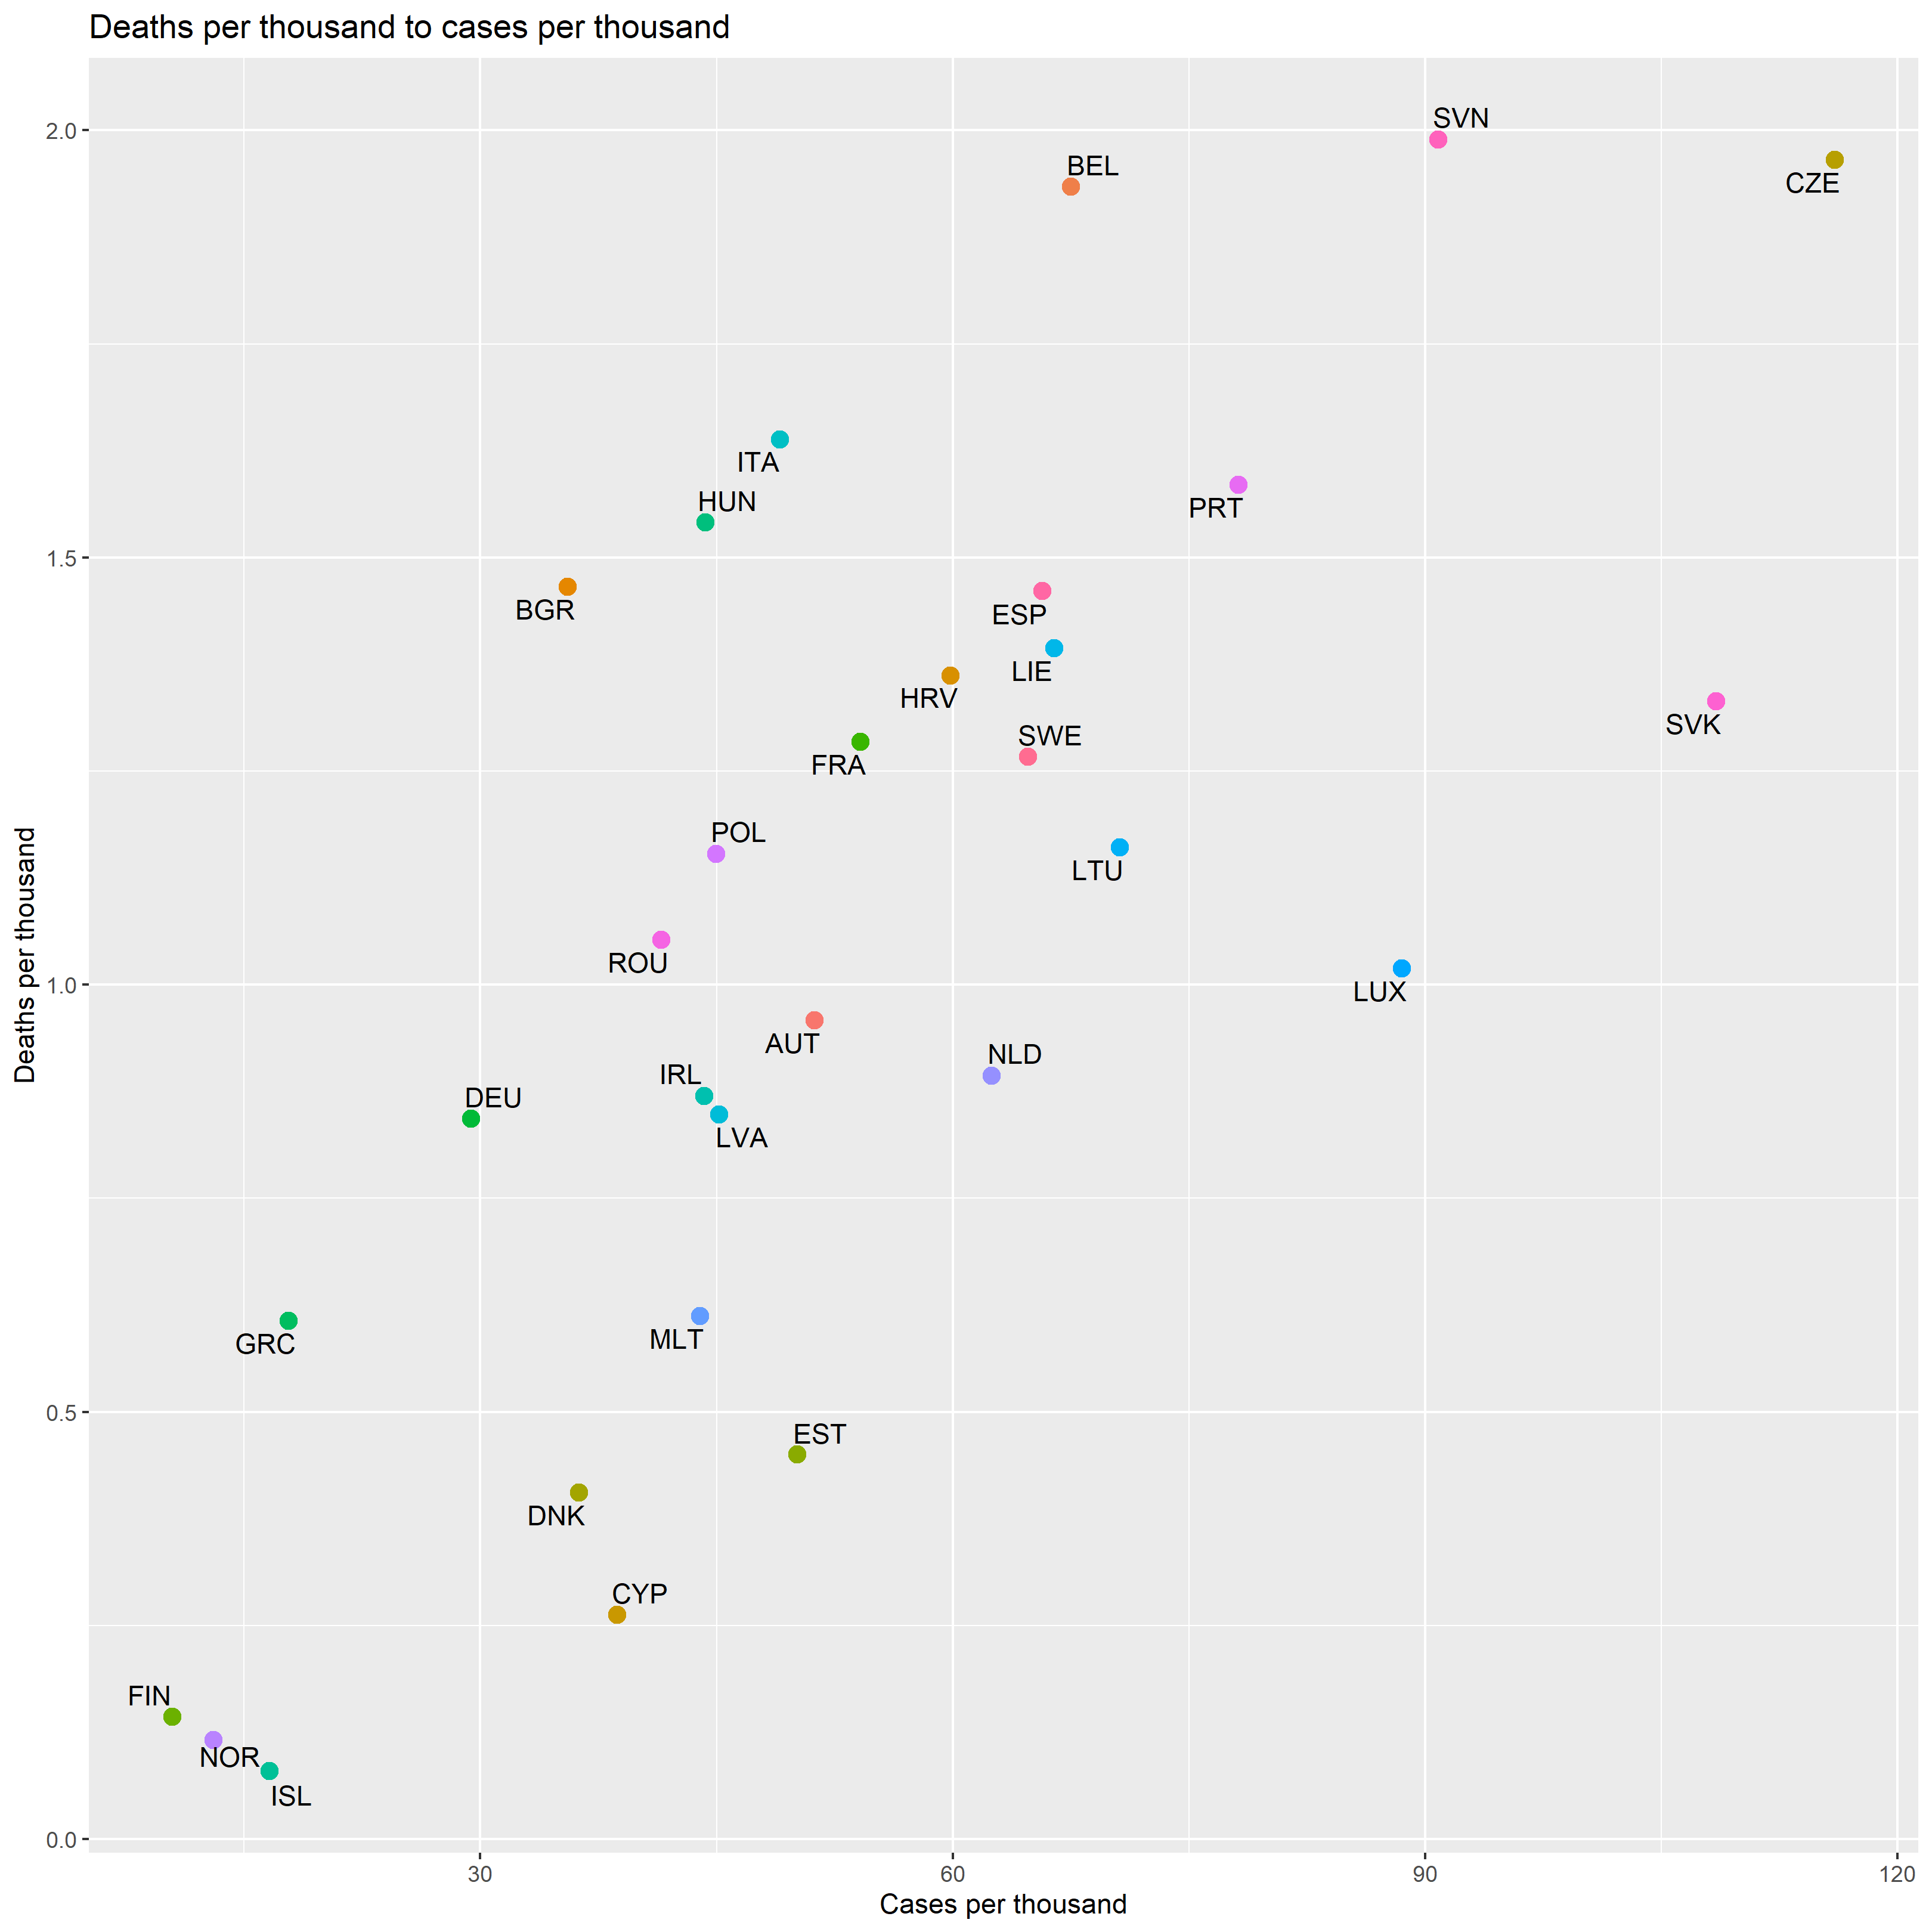 Deaths per thousand to cases per thousand
SVN
2.0
BEL
CZE
ITA
HUN
PRT
1.5
BGR
ESP
LIE
HRV
SVK
SWE
FRA
POL
LTU
ROU
1.0
LUX
AUT
NLD
IRL
DEU
LVA
MLT
GRC
EST
0.5
DNK
CYP
FIN
NOR
ISL
0.0
Deaths per thousand
30 60 90 120
Cases per thousand